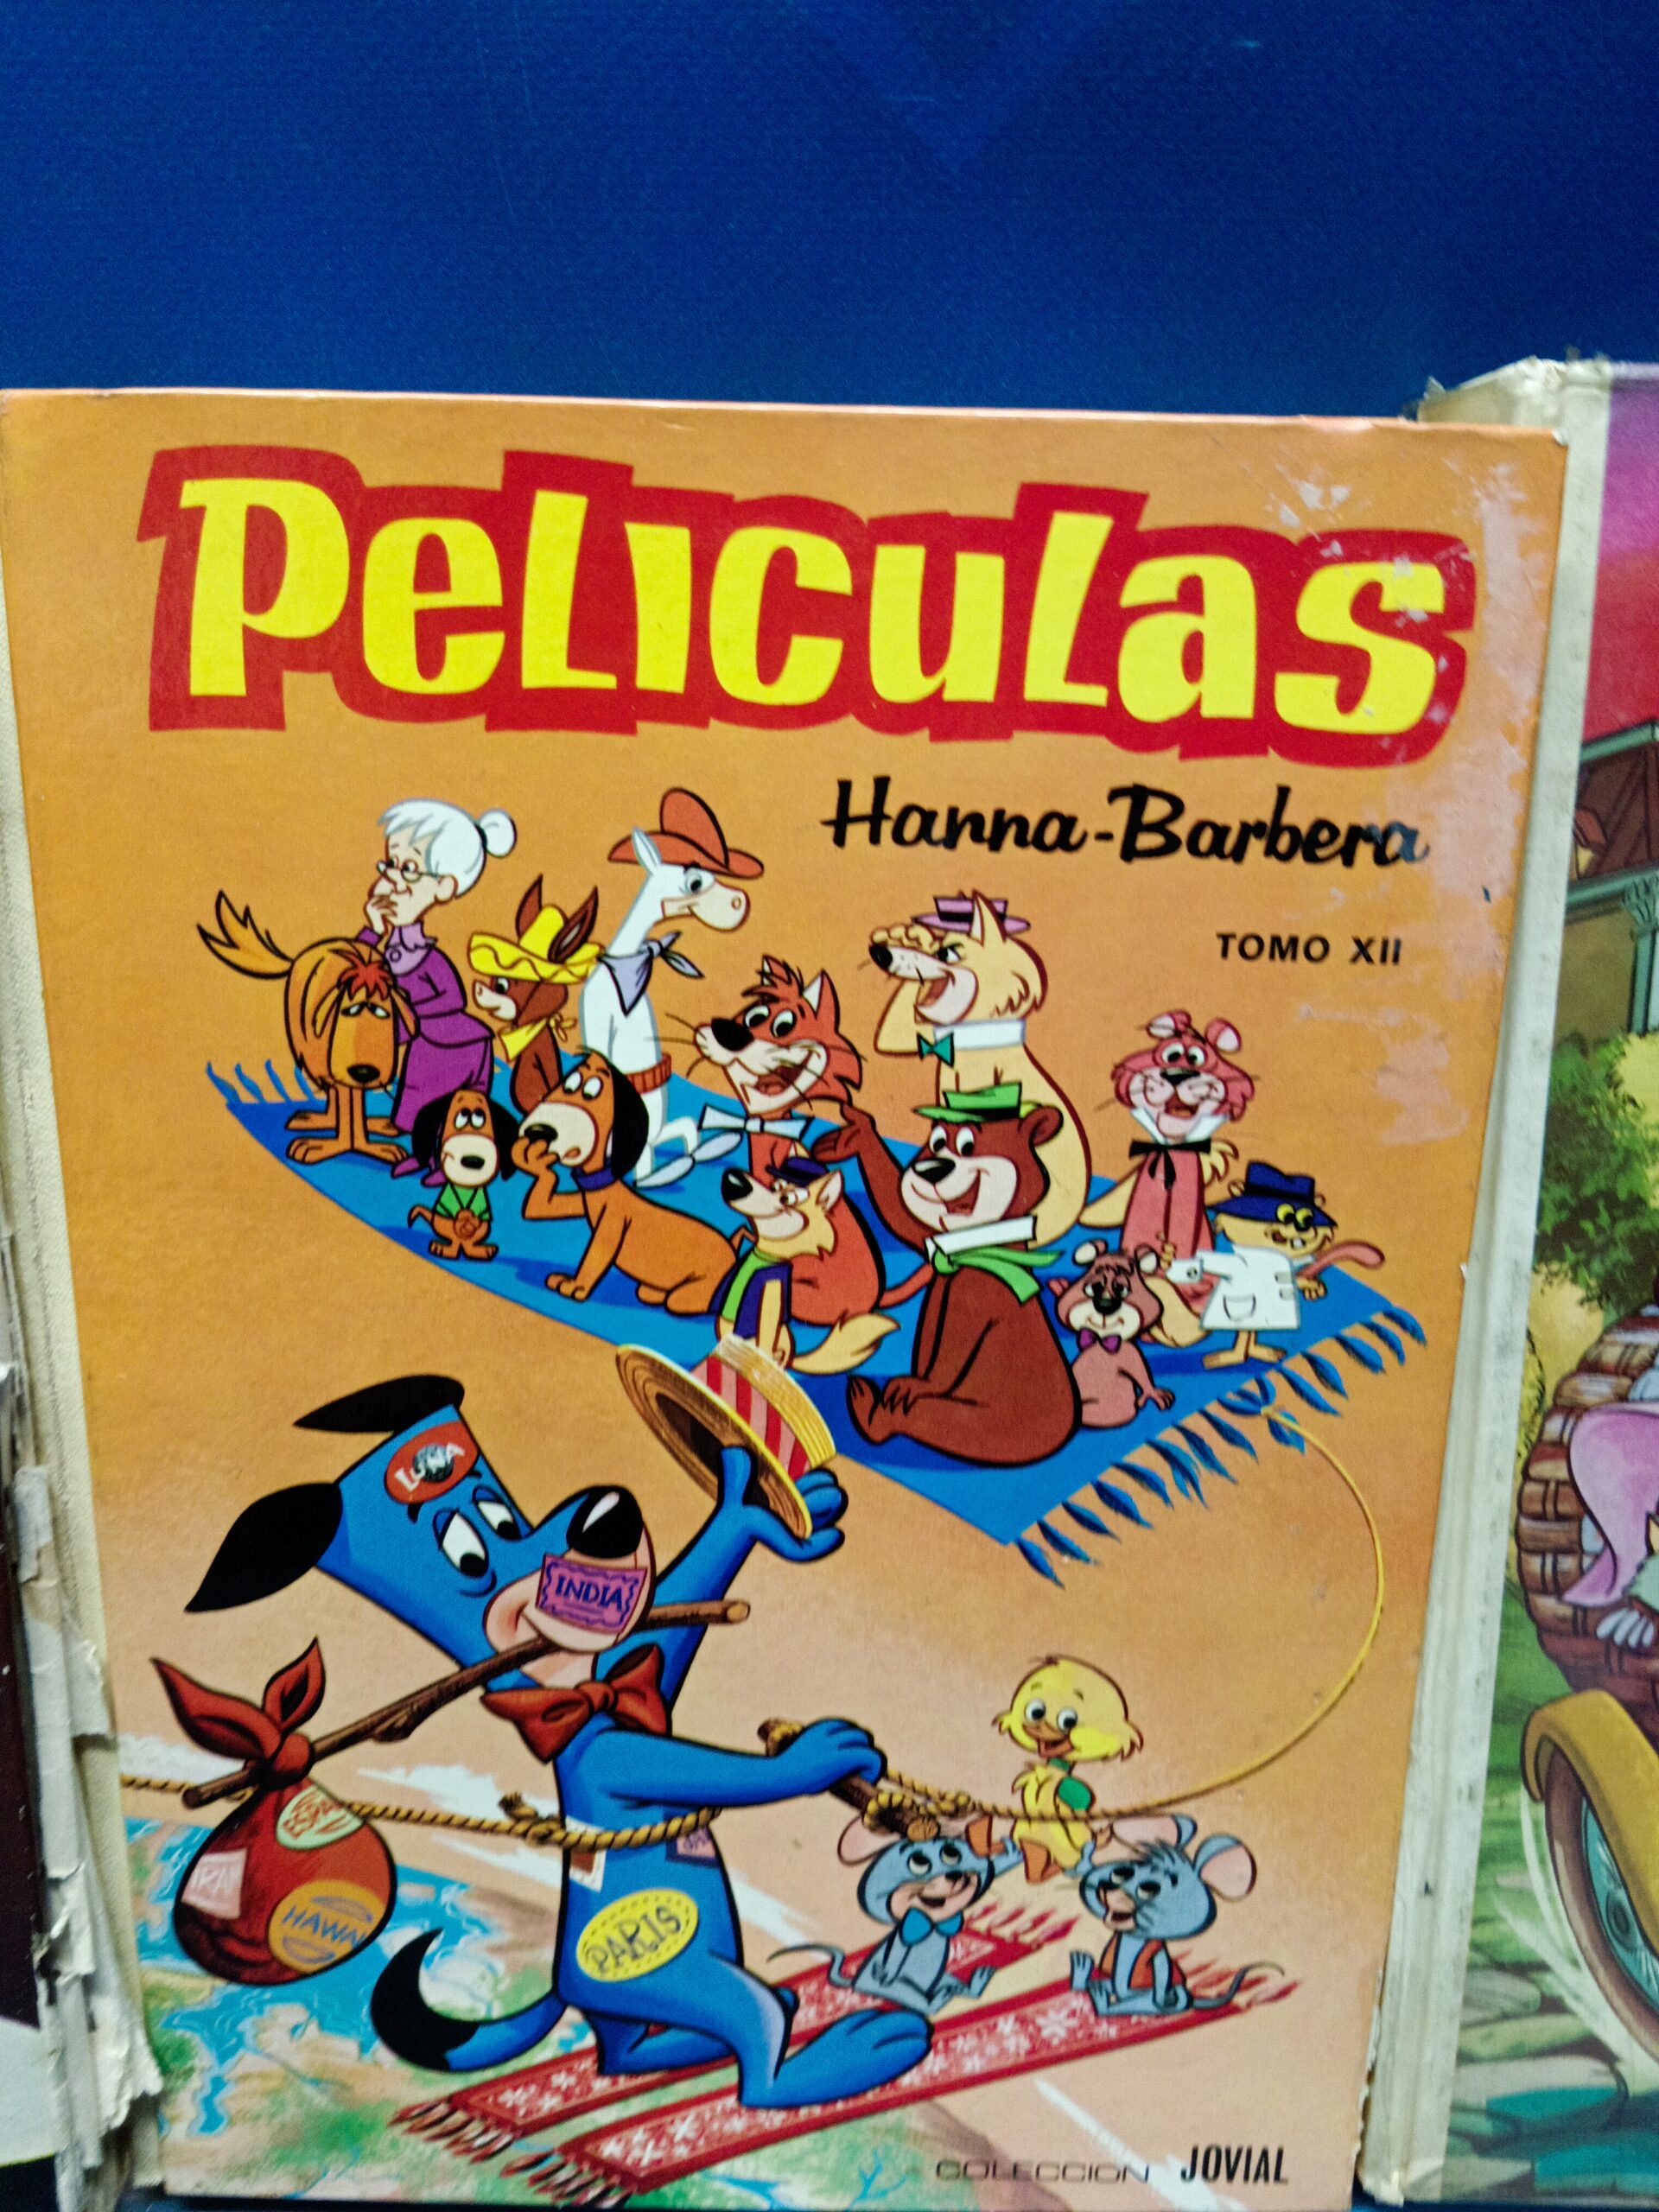 PELICULAS
Hanna-Barbera
TOMO XII
LUNA
INDIA
HAWAI
PARIS
COLECCION JOVIAL